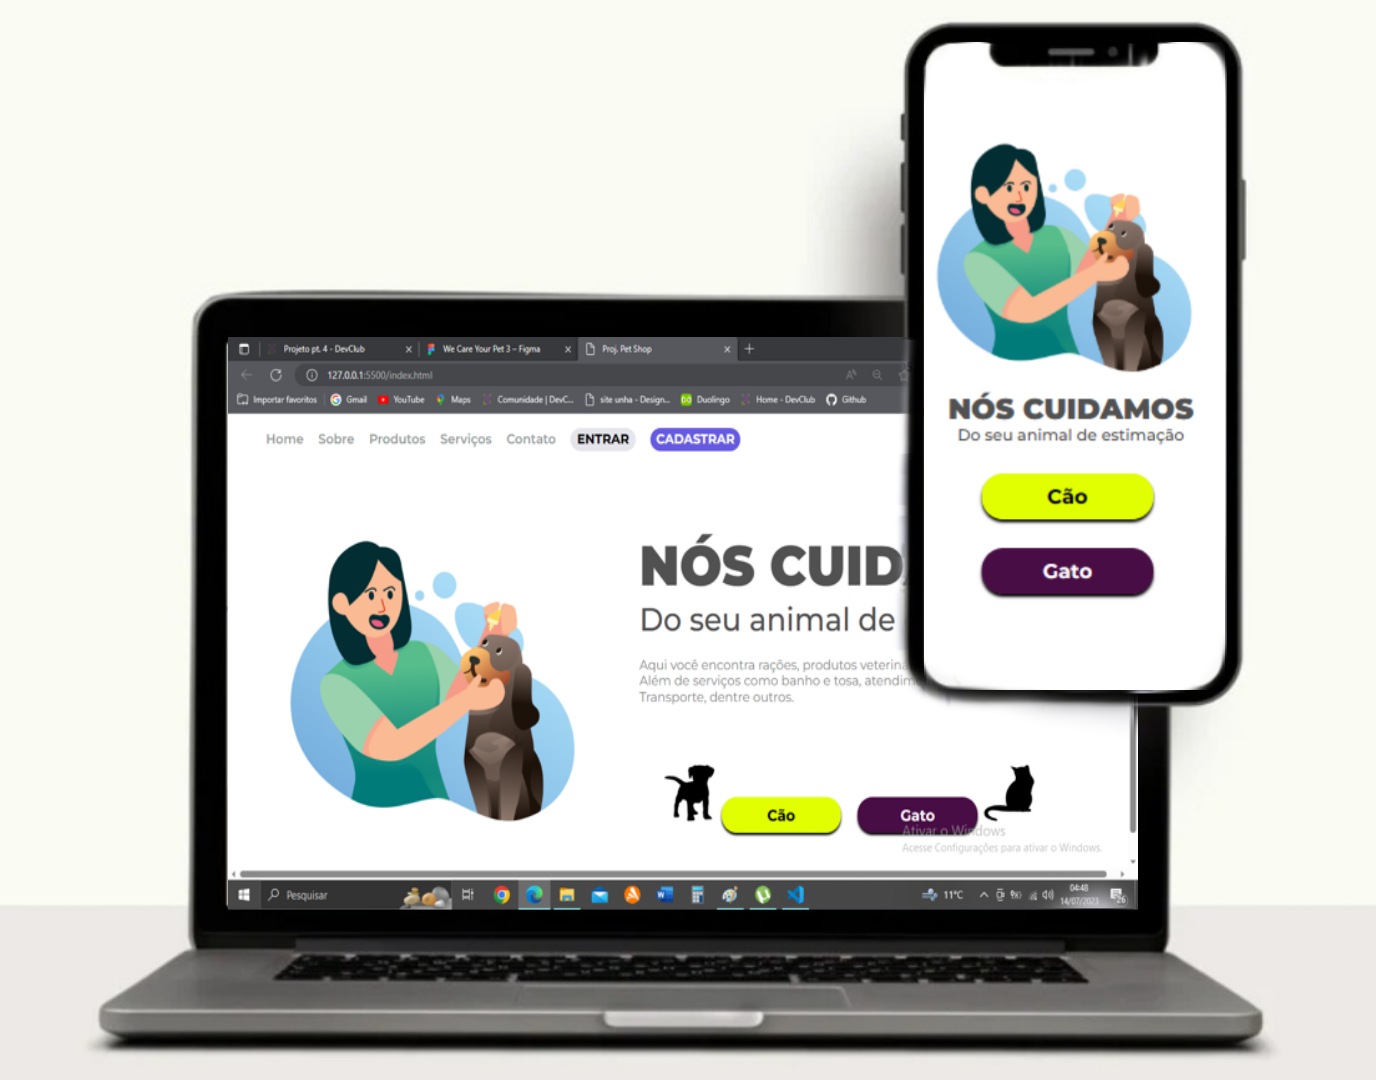 NÓS CUIDAMOS
Do seu animal de estimação
Cão
Gato
Projeto pt. 4 - DevClub
We Care Your Pet 3 – Figma
Proj. Pet Shop
127.0.0.1:5500/index.html
Importar favoritos
Gmail
YouTube
Maps
Comunidade | DevC...
site unha - Design...
Duolingo
Home - DevClub
Github
Home Sobre Produtos Serviços Contato ENTRAR CADASTRAR
NÓS CUID
Do seu animal de
Aqui você encontra rações, produtos veterina
Além de serviços como banho e tosa, atendim
Transporte, dentre outros.
Cão
Gato
Ativar o Windows
Acesse Configurações para ativar o Windows.
Pesquisar
11°C
04:48
14/07/2023